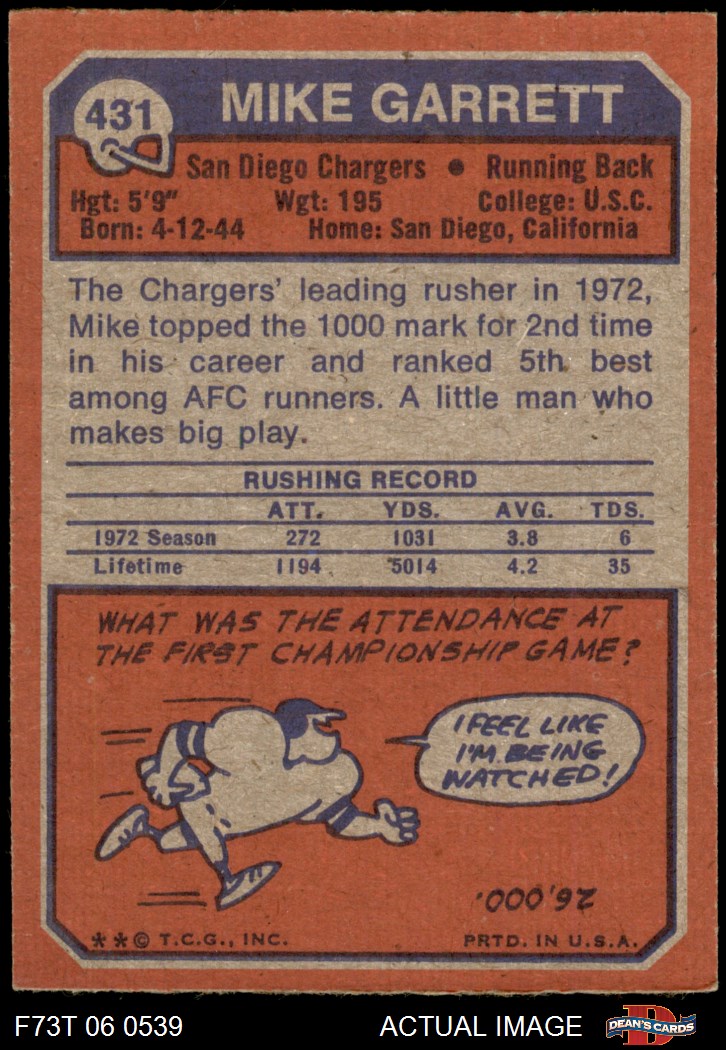 431
MIKE GARRETT
San Diego Chargers • Running Back
Hgt: 5'9" Wgt: 195 College: U.S.C.
Born: 4-12-44 Home: San Diego, California
The Chargers' leading rusher in 1972,
Mike topped the 1000 mark for 2nd time
in his career and ranked 5th best
among AFC runners. A little man who
makes big play.
RUSHING RECORD
ATT. YDS. AVG. TDS.
1972 Season 272 1031 3.8 6
Lifetime 1194 5014 4.2 35
WHAT WAS THE ATTENDANCE AT
THE FIRST CHAMPIONSHIP GAME?
I FEEL LIKE
I'M BEING
WATCHED!
26,000.
**© T.C.G., INC. PRTD. IN U.S.A.
F73T 06 0539 ACTUAL IMAGE D DEAN'S CARDS